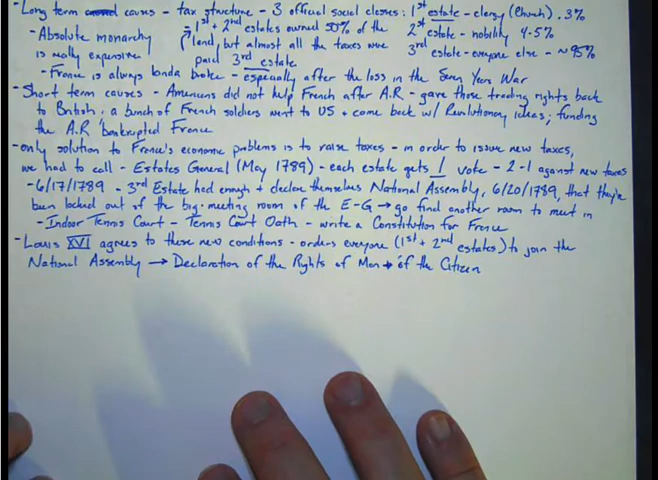 - Long term causes - tax structure - 3 official social classes: 1st estate - clergy (Church) .3%
- Absolute monarchy - 1st + 2nd estates owned 50% of the 2nd estate - nobility 4-5%
is really expensive land, but almost all the taxes were 3rd estate - everyone else - ~95%
paid 3rd estate
- France is always kinda broke - especially after the loss in the Seven Years War
- Short term causes - Americans did not help French after A.R - gave those trading rights back
to British; a bunch of French soldiers went to US + come back w/ Revolutionary ideas; funding
the A.R bankrupted France
- only solution to France's economic problems is to raise taxes - in order to issue new taxes,
we had to call - Estates General (May 1789) - each estate gets 1 vote - 2-1 against new taxes
- 6/17/1789 - 3rd Estate had enough + declare themselves National Assembly, 6/20/1789, that they're
been locked out of the big meeting room of the E-G → go find another room to meet in
- Indoor Tennis Court - Tennis Court Oath - write a Constitution for France
- Louis XVI agrees to these new conditions - orders everyone (1st + 2nd estates) to join the
National Assembly → Declaration of the Rights of Man + of the Citizen